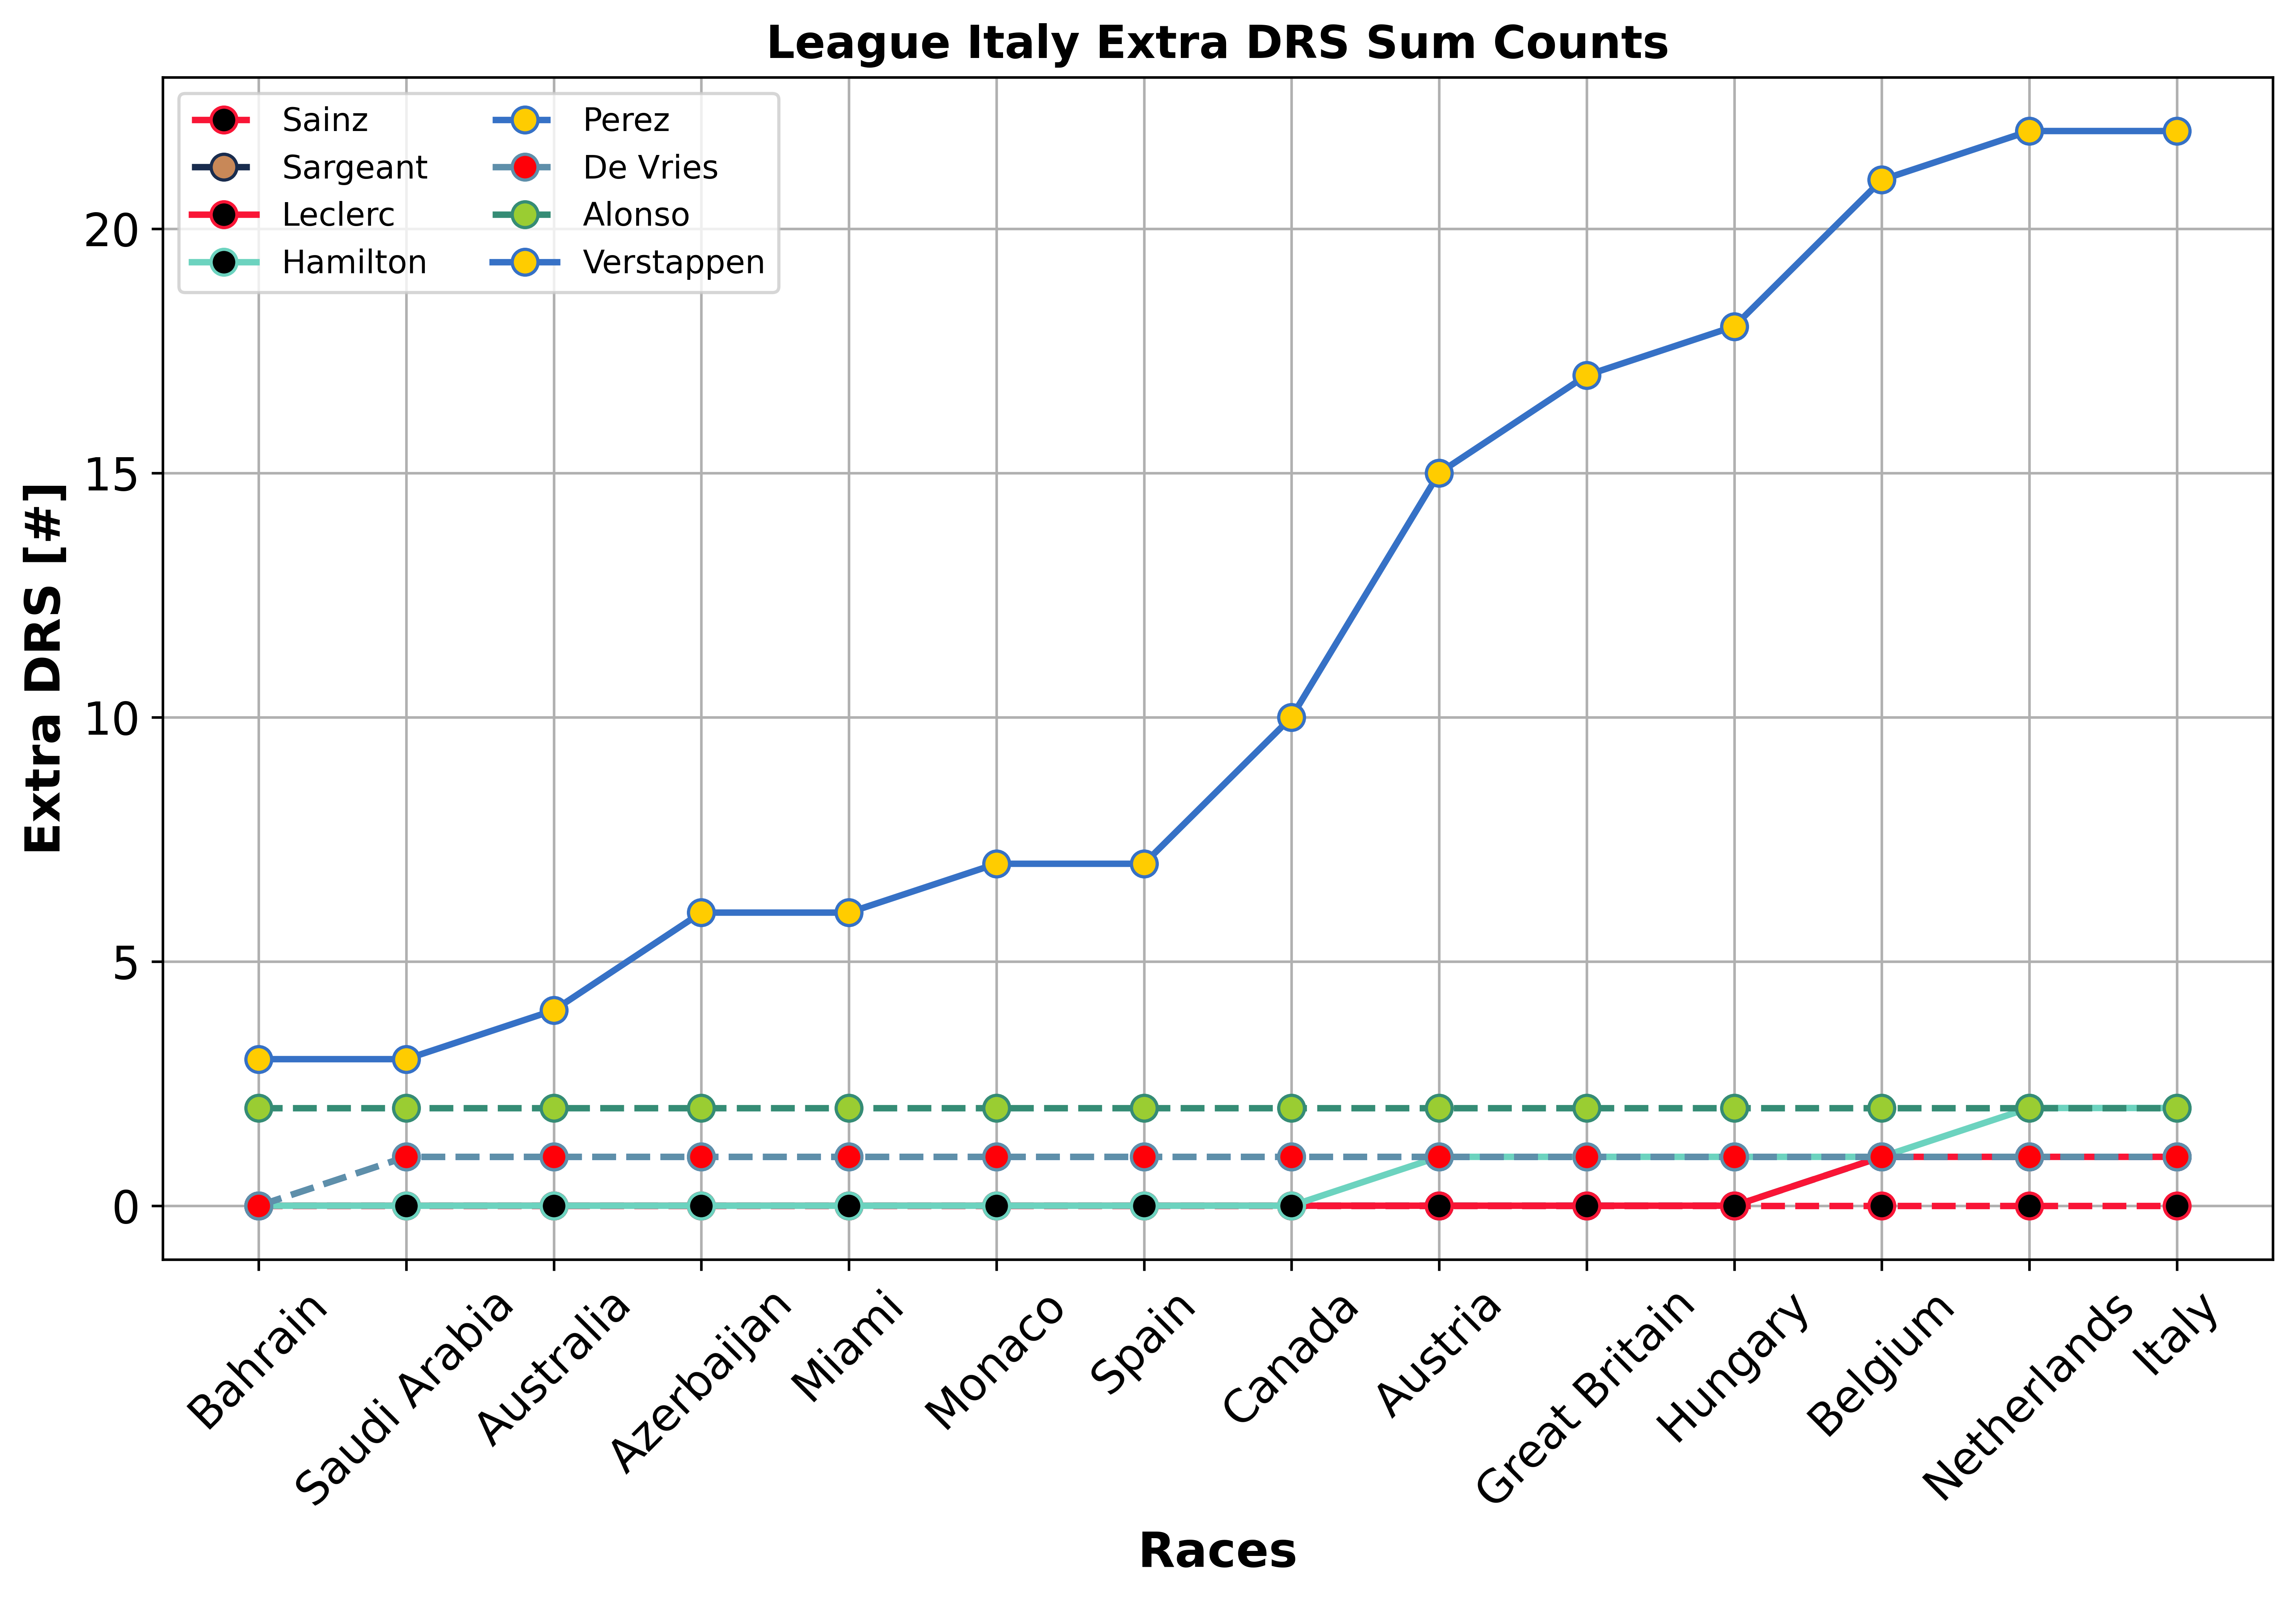 League Italy Extra DRS Sum Counts
Sainz
Sargeant
Leclerc
Hamilton
Perez
De Vries
Alonso
Verstappen
Extra DRS [#]
20
15
10
5
0
Bahrain
Saudi Arabia
Australia
Azerbaijan
Miami
Monaco
Spain
Canada
Austria
Great Britain
Hungary
Belgium
Netherlands
Italy
Races